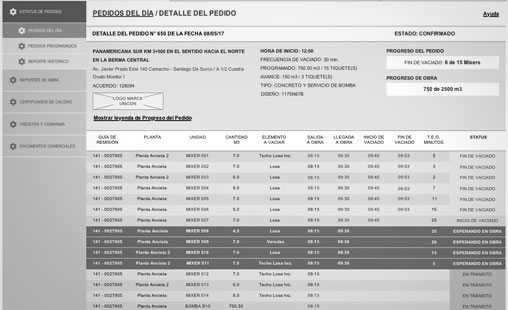 ESTATUS DE PEDIDOS
PEDIDOS DEL DÍA
PEDIDOS PROGRAMADOS
REPORTE HISTÓRICO
REPORTES DE OBRA
CERTIFICADOS DE CALIDAD
CRÉDITOS Y COBRANZA
DOCUMENTOS COMERCIALES
PEDIDOS DEL DÍA / DETALLE DEL PEDIDO
Ayuda
DETALLE DEL PEDIDO N° 650 DE LA FECHA 08/05/17
ESTADO: CONFIRMADO
PANAMERICANA SUR KM 3+500 EN EL SENTIDO HACIA EL NORTE
EN LA BERMA CENTRAL
Av. Javier Prado Este 140 Camacho - Santiago De Surco / A 1/2 Cuadra
Ovalo Monitor I
ACUERDO: 128094
LOGO MARCA
UNICON
Mostrar leyenda de Progreso del Pedido
HORA DE INICIO: 12:00
FRECUENCIA DE VACIADO: 30 min.
PROGRAMADO: 750.50 m3 / 15 TIQUETE(S)
AVANCE: 150 m3 / 3 TIQUETE(S)
TIPO: CONCRETO Y SERVICIO DE BOMBA
DISEÑO: 1175N67B
PROGRESO DEL PEDIDO
FIN DE VACIADO: 6 de 15 Mixers
PROGRESO DE OBRA
750 de 2500 m3
GUÍA DE REMISIÓN PLANTA UNIDAD CANTIDAD M3 ELEMENTO A VACIAR SALIDA A OBRA LLEGADA A OBRA INICIO DE VACIADO FIN DE VACIADO T.E.O. MINUTOS STATUS
141 - 0027905 Planta Ancieta 2 MIXER 501 7.0 Techo Losa Inc. 09:13 09:30 09:45 09:53 5 FIN DE VACIADO
141 - 0027905 Planta Ancieta 2 MIXER 502 7.0 Losa 09:13 09:30 09:45 09:53 3 FIN DE VACIADO
141 - 0027905 Planta Ancieta 2 MIXER 503 6.0 Losa 09:13 09:30 09:45 09:53 2 FIN DE VACIADO
141 - 0027905 Planta Ancieta 2 MIXER 504 7.0 Losa 09:13 09:30 09:45 09:53 FIN DE VACIADO
141 - 0027905 Planta Ancieta MIXER 505 7.0 Losa 09:13 09:30 09:45 09:53 11 FIN DE VACIADO
141 - 0027905 Planta Ancieta MIXER 506 5.0 Losa 09:13 09:30 09:45 09:53 FIN DE VACIADO
141 - 0027905 Planta Ancieta MIXER 507 7.0 Losa 09:13 09:30 09:45 25 INICIO DE VACIADO
141 - 0027905 Planta Ancieta MIXER 508 4.5 Losa 09:13 09:30 35 ESPERANDO EN OBRA
141 - 0027905 Planta Ancieta MIXER 509 7.0 Veredas 09:13 09:30 ESPERANDO EN OBRA
141 - 0027905 Planta Ancieta 2 MIXER 510 7.0 Losa 09:13 09:30 ESPERANDO EN OBRA
141 - 0027905 Planta Ancieta 2 MIXER 511 7.0 Techo Losa Inc. 09:13 09:30 5 ESPERANDO EN OBRA
141 - 0027905 Planta Ancieta MIXER 512 7.0 Techo Losa Inc. 09:13 EN TRÁNSITO
141 - 0027905 Planta Ancieta MIXER 513 7.0 Techo Losa Inc. 09:13 EN TRÁNSITO
141 - 0027905 Planta Ancieta MIXER 514 6.0 Techo Losa Inc. 09:13 EN TRÁNSITO
141 - 0027905 Planta Ancieta BOMBA B15 750.50 09:13 EN TRÁNSITO